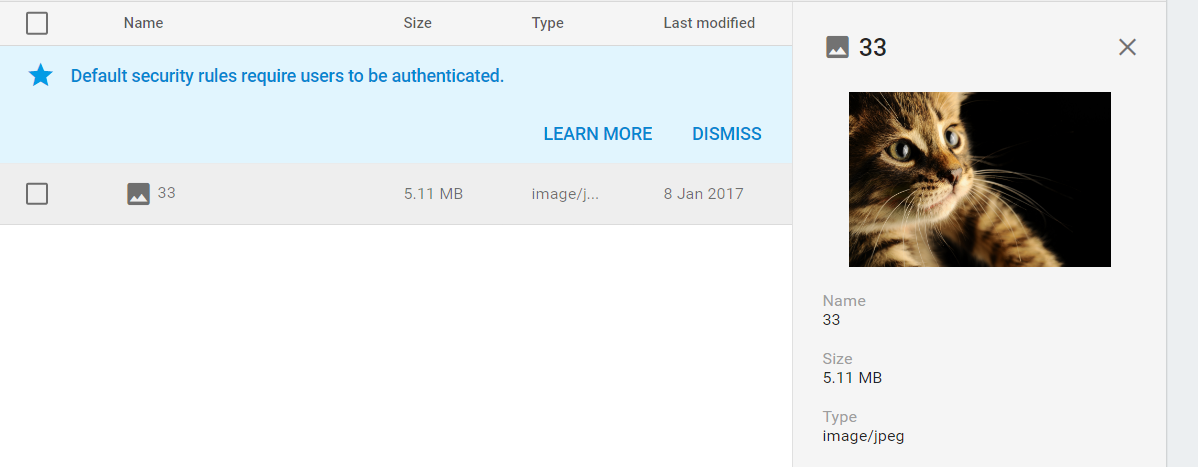 Name Size Type Last modified
Default security rules require users to be authenticated.
LEARN MORE DISMISS
33 5.11 MB image/j... 8 Jan 2017
33
Name
33
Size
5.11 MB
Type
image/jpeg